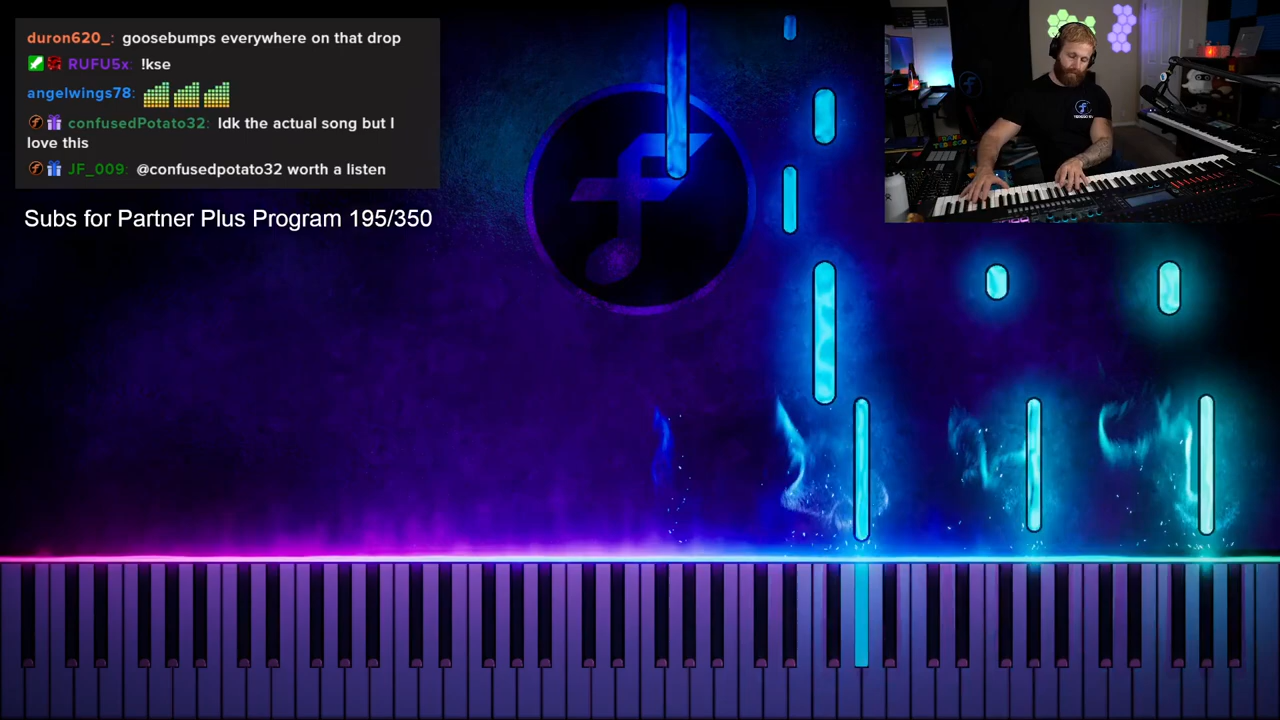 duron620_: goosebumps everywhere on that drop
RUFU5x: !kse
angelwings78:
confusedPotato32: Idk the actual song but I
love this
JF_009: @confusedpotato32 worth a listen
Subs for Partner Plus Program 195/350